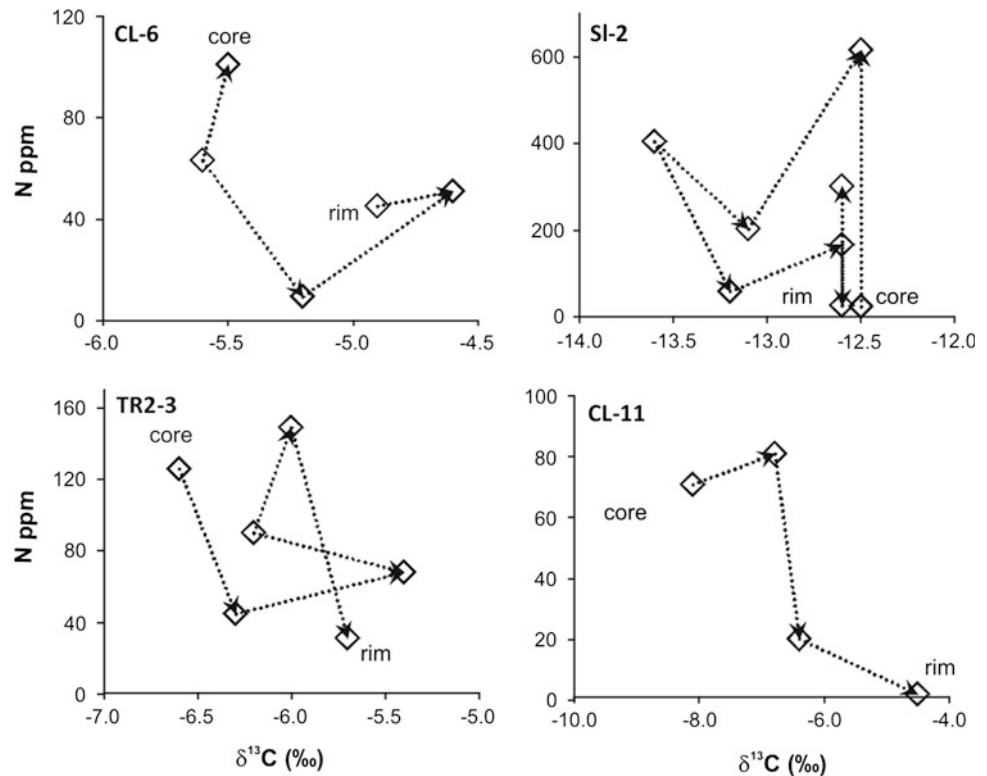 CL-6
core
rim
N ppm
120
80
40
0
-6.0 -5.5 -5.0 -4.5
SI-2
rim core
600
400
200
0
-14.0 -13.5 -13.0 -12.5 -12.0
TR2-3
core
rim
N ppm
160
120
80
40
0
-7.0 -6.5 -6.0 -5.5 -5.0
δ¹³C (‰)
CL-11
core
rim
100
80
60
40
20
0
-10.0 -8.0 -6.0 -4.0
δ¹³C (‰)